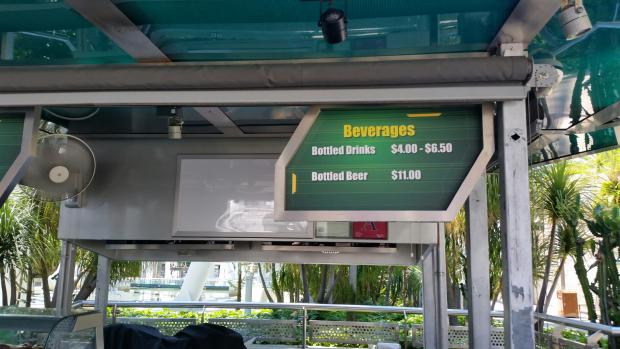 Beverages
Bottled Drinks $4.00 - $6.50
Bottled Beer $11.00
A